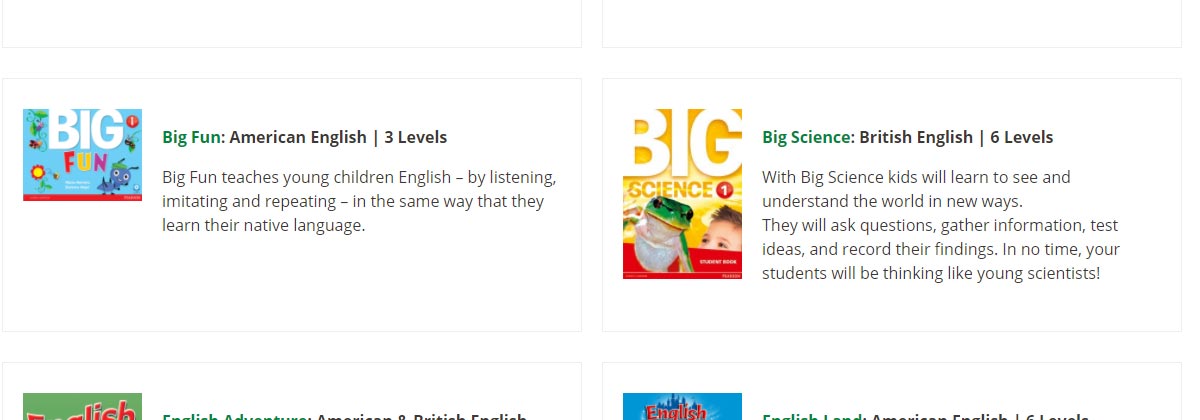 BIG
1
FUN
Big Fun: American English | 3 Levels
Big Fun teaches young children English – by listening,
imitating and repeating – in the same way that they
learn their native language.
BIG
SCIENCE 1
STUDENT BOOK
PEARSON
Big Science: British English | 6 Levels
With Big Science kids will learn to see and
understand the world in new ways.
They will ask questions, gather information, test
ideas, and record their findings. In no time, your
students will be thinking like young scientists!
English
English Adventure: American & British English
English
English Land: American English | 6 Levels